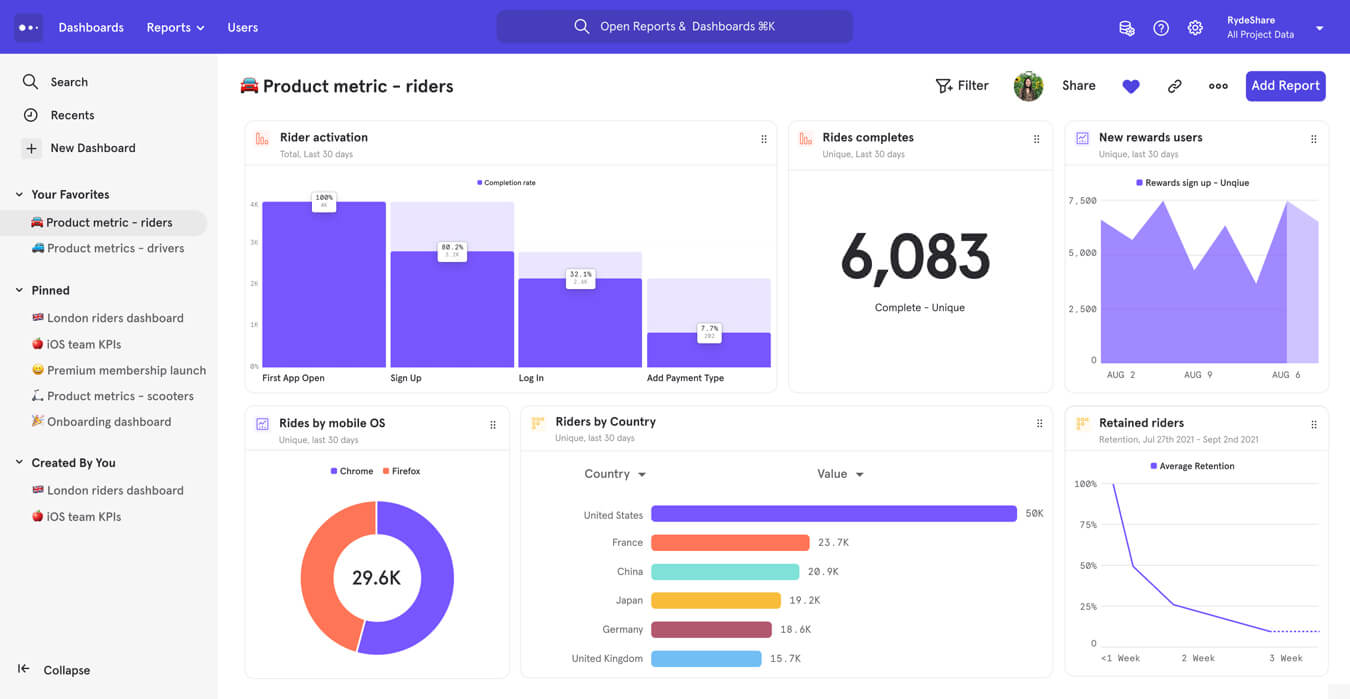 Dashboards
Reports
Users
Open Reports & Dashboards ⌘K
RydeShare
All Project Data
Search
Recents
New Dashboard
Your Favorites
Product metric - riders
Product metrics - drivers
Pinned
London riders dashboard
iOS team KPIs
Premium membership launch
Product metrics - scooters
Onboarding dashboard
Created By You
London riders dashboard
iOS team KPIs
Collapse
Product metric - riders
Filter
Share
Add Report
Rider activation
Total, Last 30 days
Completion rate
4K
3K
2K
1K
0%
100%
4K
80.2%
3.2K
32.1%
2.4K
7.7%
202
First App Open
Sign Up
Log In
Add Payment Type
Rides completes
Unique, Last 30 days
6,083
Complete - Unique
New rewards users
Unique, last 30 days
Rewards sign up - Unqiue
7,500
5,000
2,500
0
AUG 2
AUG 9
AUG 6
Rides by mobile OS
Unique, last 30 days
Chrome
Firefox
29.6K
Riders by Country
Unique, last 30 days
Country
Value
United States 50K
France 23.7K
China 20.9K
Japan 19.2K
Germany 18.6K
United Kingdom 15.7K
Retained riders
Retention, Jul 27th 2021 - Sept 2nd 2021
Average Retention
100%
75%
50%
25%
0
<1 Week
2 Week
3 Week